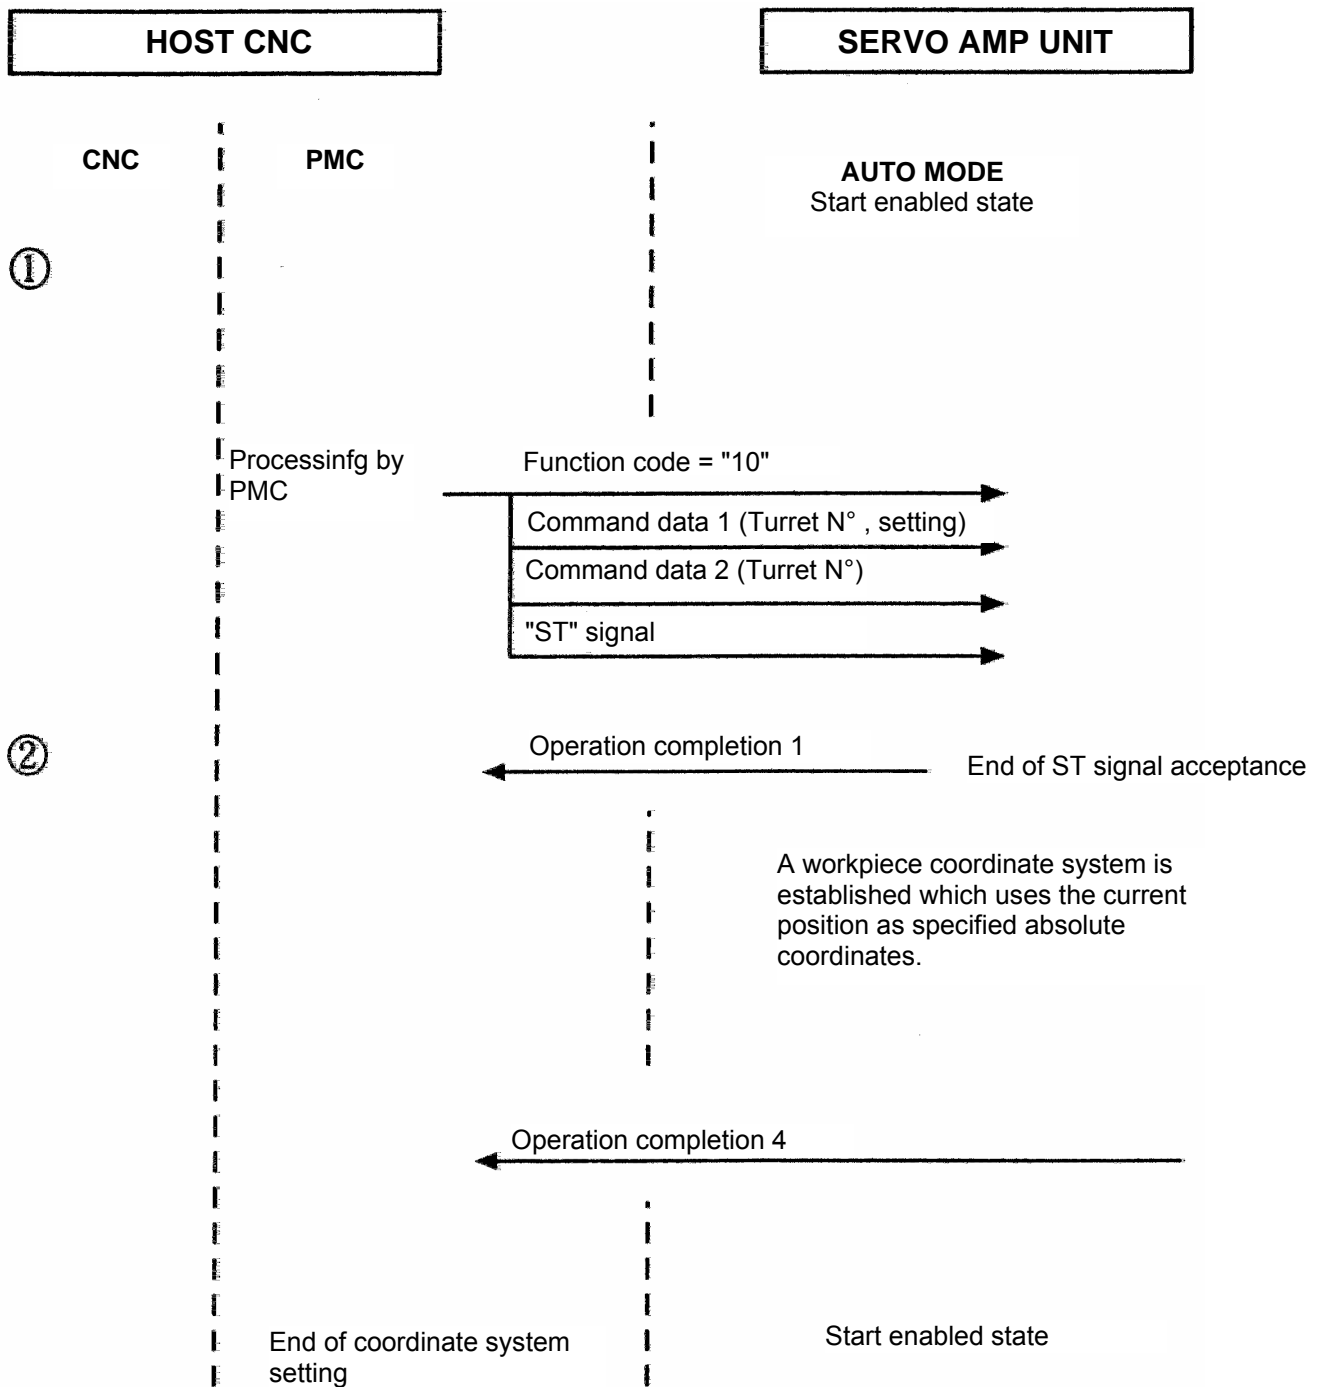 HOST CNC
SERVO AMP UNIT
CNC
PMC
AUTO MODE
Start enabled state
①
Processinfg by
PMC
Function code = "10"
Command data 1 (Turret N° , setting)
Command data 2 (Turret N°)
"ST" signal
②
Operation completion 1
End of ST signal acceptance
A workpiece coordinate system is
established which uses the current
position as specified absolute
coordinates.
Operation completion 4
End of coordinate system
setting
Start enabled state